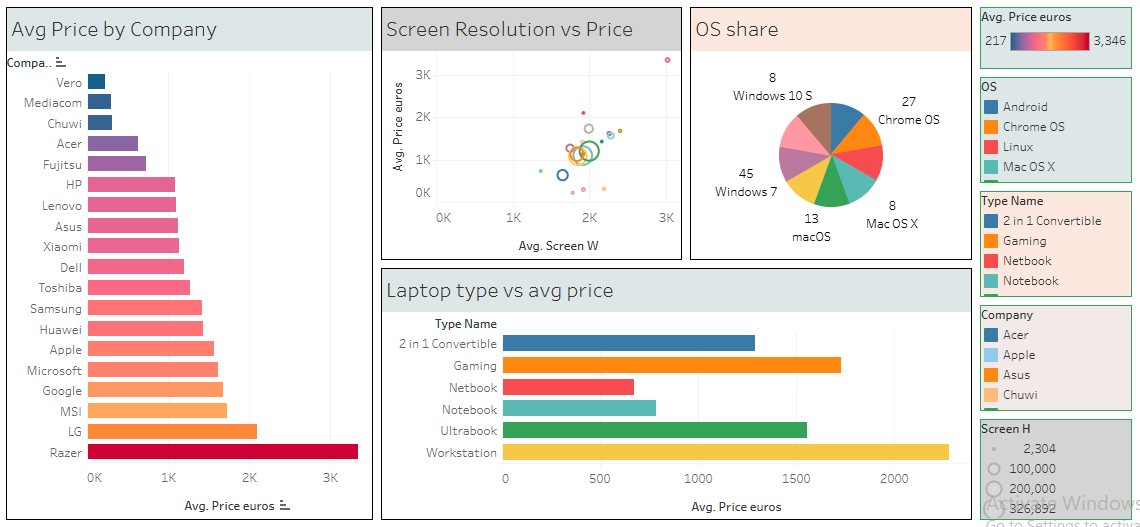 Avg Price by Company
Compa..
Vero
Mediacom
Chuwi
Acer
Fujitsu
HP
Lenovo
Asus
Xiaomi
Dell
Toshiba
Samsung
Huawei
Apple
Microsoft
Google
MSI
LG
Razer
0K 1K 2K 3K
Avg. Price euros
Screen Resolution vs Price
Avg. Price euros
3K
2K
1K
0K
0K 1K 2K 3K
Avg. Screen W
OS share
8
Windows 10 S
27
Chrome OS
45
Windows 7
8
Mac OS X
13
macOS
Laptop type vs avg price
Type Name
2 in 1 Convertible
Gaming
Netbook
Notebook
Ultrabook
Workstation
0 500 1000 1500 2000
Avg. Price euros
Avg. Price euros
217 3,346
OS
Android
Chrome OS
Linux
Mac OS X
Type Name
2 in 1 Convertible
Gaming
Netbook
Notebook
Company
Acer
Apple
Asus
Chuwi
Screen H
2,304
100,000
200,000
326,892
Activate Windows
Go to Settings to activa